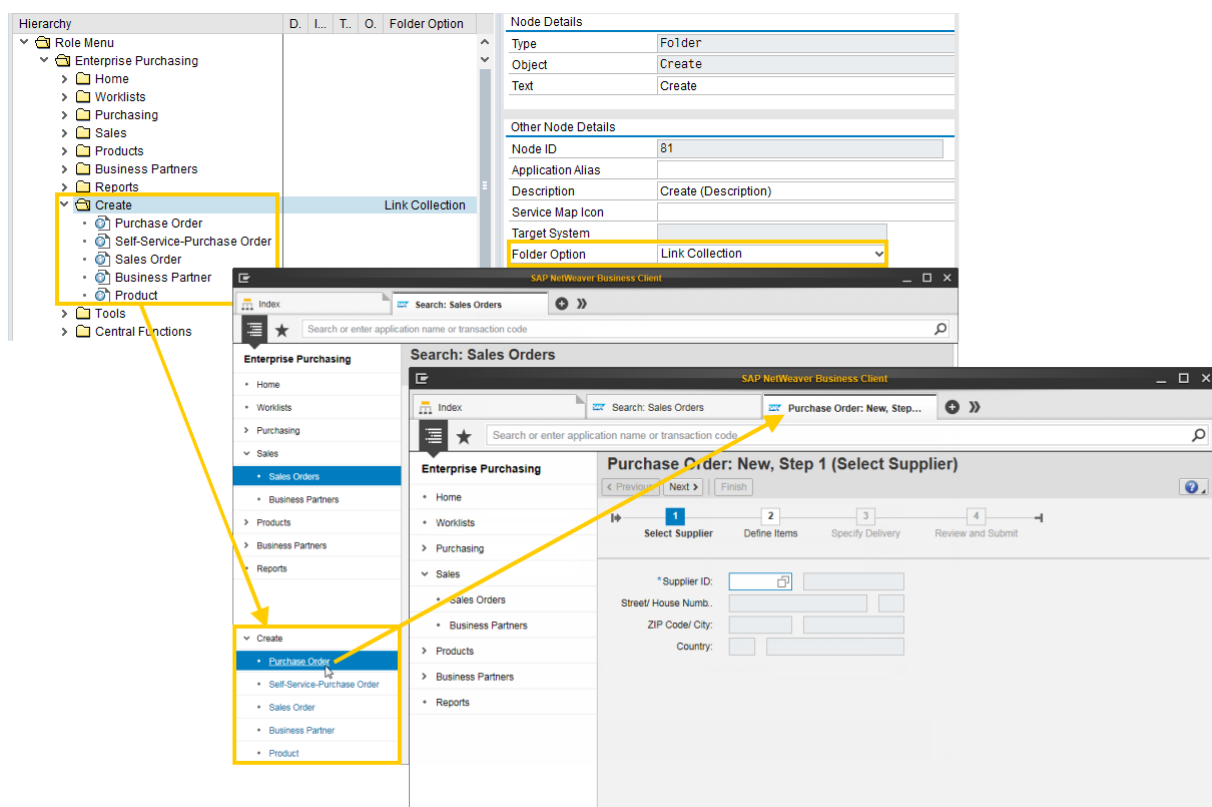 Hierarchy D. I... T.. O. Folder Option
Role Menu
Enterprise Purchasing
Home
Worklists
Purchasing
Sales
Products
Business Partners
Reports
Create Link Collection
Purchase Order
Self-Service-Purchase Order
Sales Order
Business Partner
Product
Tools
Central Functions
Node Details
Type Folder
Object Create
Text Create
Other Node Details
Node ID 81
Application Alias
Description Create (Description)
Service Map Icon
Target System
Folder Option Link Collection
SAP NetWeaver Business Client
Index Search: Sales Orders
Search or enter application name or transaction code
Enterprise Purchasing
Home
Worklists
Purchasing
Sales
Sales Orders
Business Partners
Products
Business Partners
Reports
Create
Purchase Order
Self-Service-Purchase Order
Sales Order
Business Partner
Product
Search: Sales Orders
SAP NetWeaver Business Client
Index SAP Search: Sales Orders SAP Purchase Order: New, Step...
Search or enter application name or transaction code
Enterprise Purchasing
Home
Worklists
Purchasing
Sales
Sales Orders
Business Partners
Products
Business Partners
Reports
Purchase Order: New, Step 1 (Select Supplier)
Previous Next Finish
1 2 3 4
Select Supplier Define Items Specify Delivery Review and Submit
*Supplier ID:
Street/ House Numb..
ZIP Code/ City:
Country: